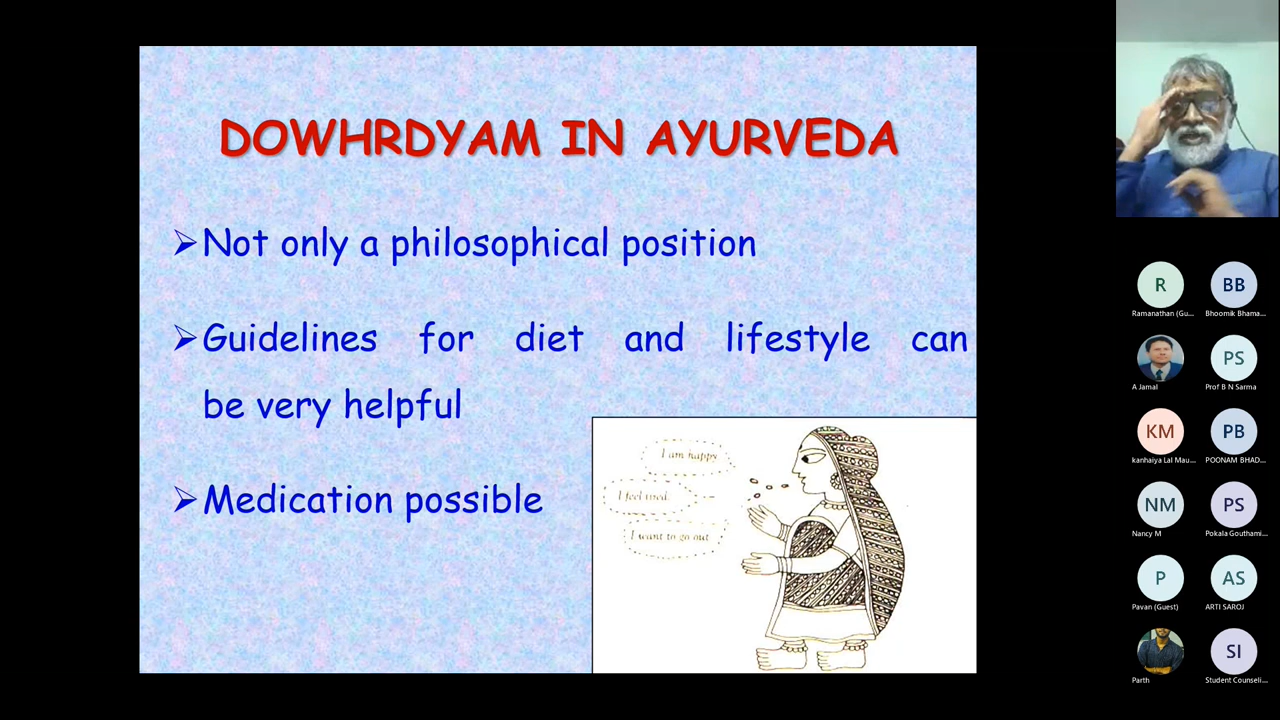 DOWHRDYAM IN AYURVEDA
➢Not only a philosophical position
➢Guidelines for diet and lifestyle can
be very helpful
➢Medication possible
I am happy
I feel tired.
I want to go out
R
BB
Ramanathan (Gu...
Bhoomik Bhama...
PS
A Jamal
Prof B N Sarma
KM
PB
kanhaiya Lal Mau...
POONAM BHAD...
NM
PS
Nancy M
Pokala Gouthami...
P
AS
Pavan (Guest)
ARTI SAROJ
SI
Parth
Student Counseli...